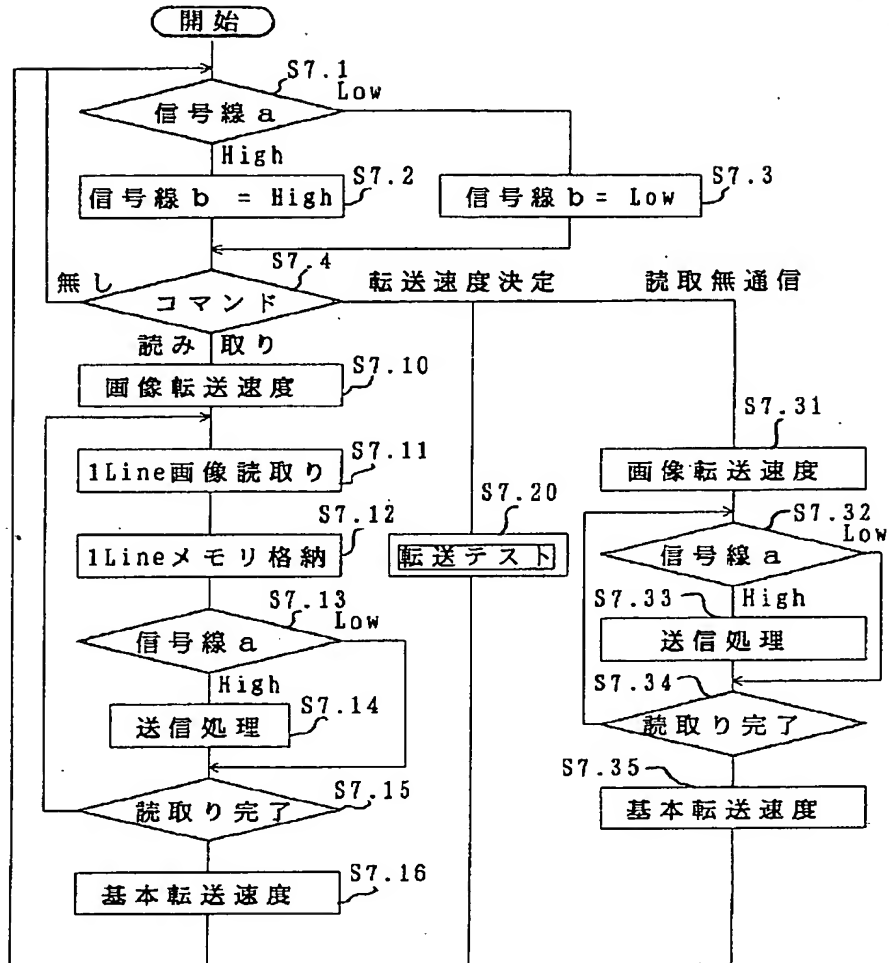 開始
S7.1
信号線a
Low
High
S7.2
信号線b = High
S7.3
信号線b= Low
S7.4
無し
コマンド
転送速度決定
読取無通信
読み取り
S7.10
画像転送速度
S7.11
1Line画像読取り
S7.12
1Lineメモリ格納
S7.13
信号線a
Low
High
S7.14
送信処理
S7.15
読取り完了
S7.16
基本転送速度
S7.20
転送テスト
S7.31
画像転送速度
S7.32
信号線a
Low
S7.33
High
送信処理
S7.34
読取り完了
S7.35
基本転送速度